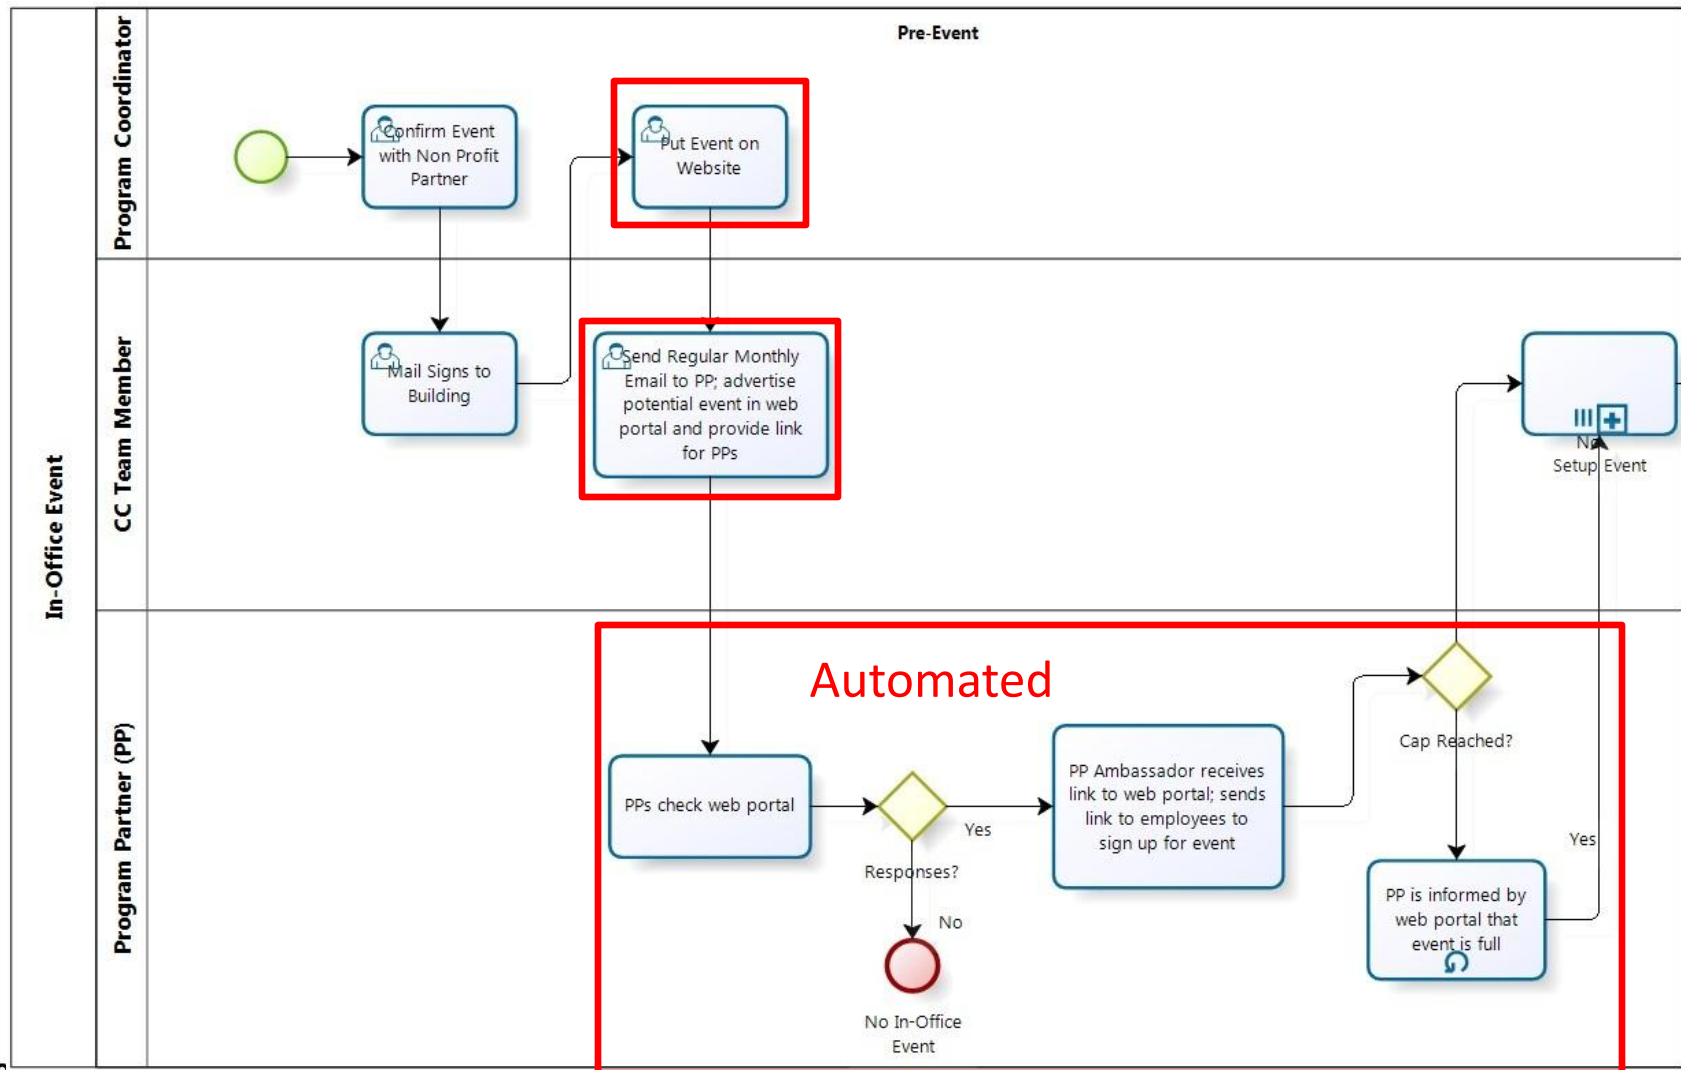 Pre-Event
In-Office Event
Program Coordinator
Confirm Event
with Non Profit
Partner
Put Event on
Website
CC Team Member
Mail Signs to
Building
Send Regular Monthly
Email to PP; advertise
potential event in web
portal and provide link
for PPs
No
Setup Event
Program Partner (PP)
Automated
PPs check web portal
Responses?
Yes
No
No In-Office
Event
PP Ambassador receives
link to web portal; sends
link to employees to
sign up for event
Cap Reached?
Yes
PP is informed by
web portal that
event is full